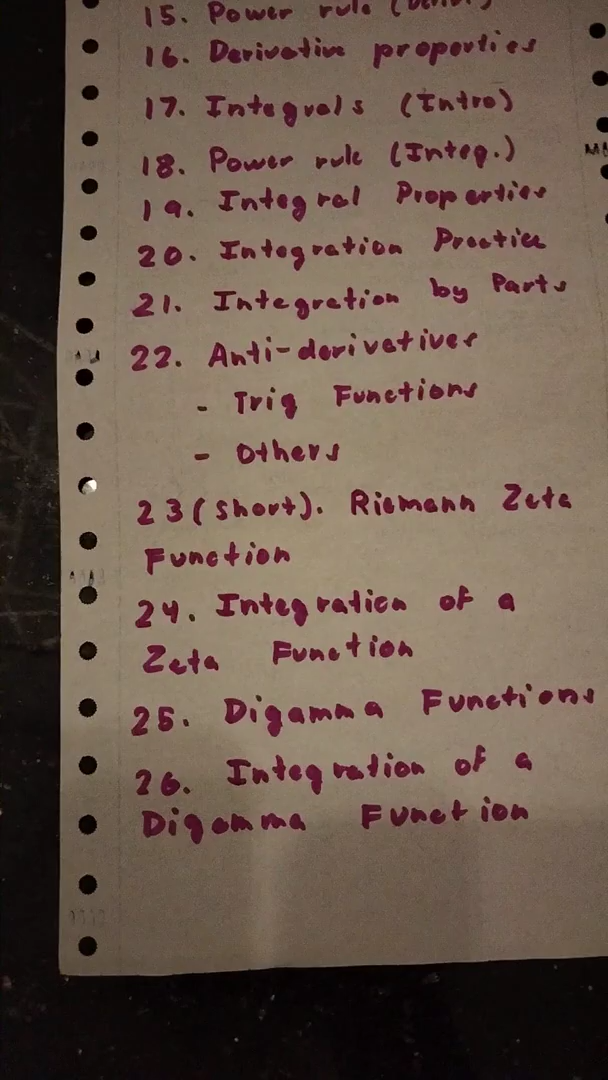 15. Power rule (Deriv.)
16. Derivative properties
17. Integrals (Intro)
18. Power rule (Integ.)
19. Integral Properties
20. Integration Practice
21. Integration by Parts
22. Anti-derivatives
- Trig Functions
- Others
23 (short). Riemann Zeta
Function
24. Integration of a
Zeta Function
25. Digamma Functions
26. Integration of a
Digamma Function